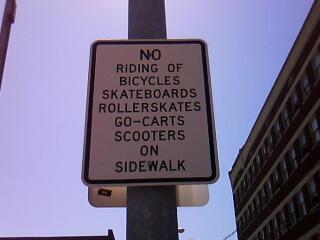 NO
RIDING OF
BICYCLES
SKATEBOARDS
ROLLERSKATES
GO-CARTS
SCOOTERS
ON
SIDEWALK